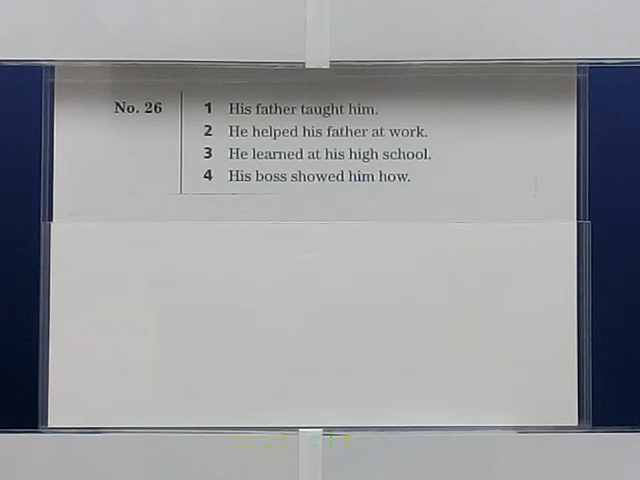 No. 26 1 His father taught him.
2 He helped his father at work.
3 He learned at his high school.
4 His boss showed him how.